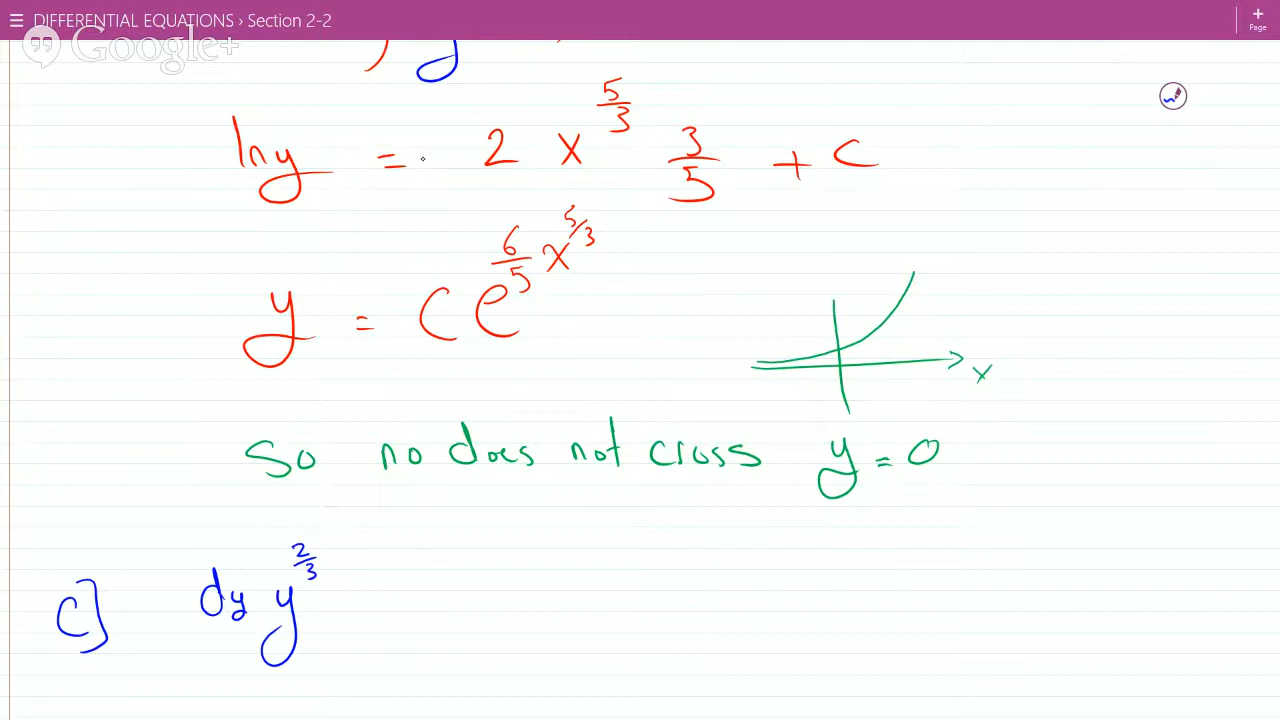 ☰ DIFFERENTIAL EQUATIONS › Section 2-2
+ Page
Google+
ln y = 2 x^(5/3) 3/5 + C
y = C e^(6/5 x^(5/3))
x
So no does not cross y = 0
C] dy y^(2/3)